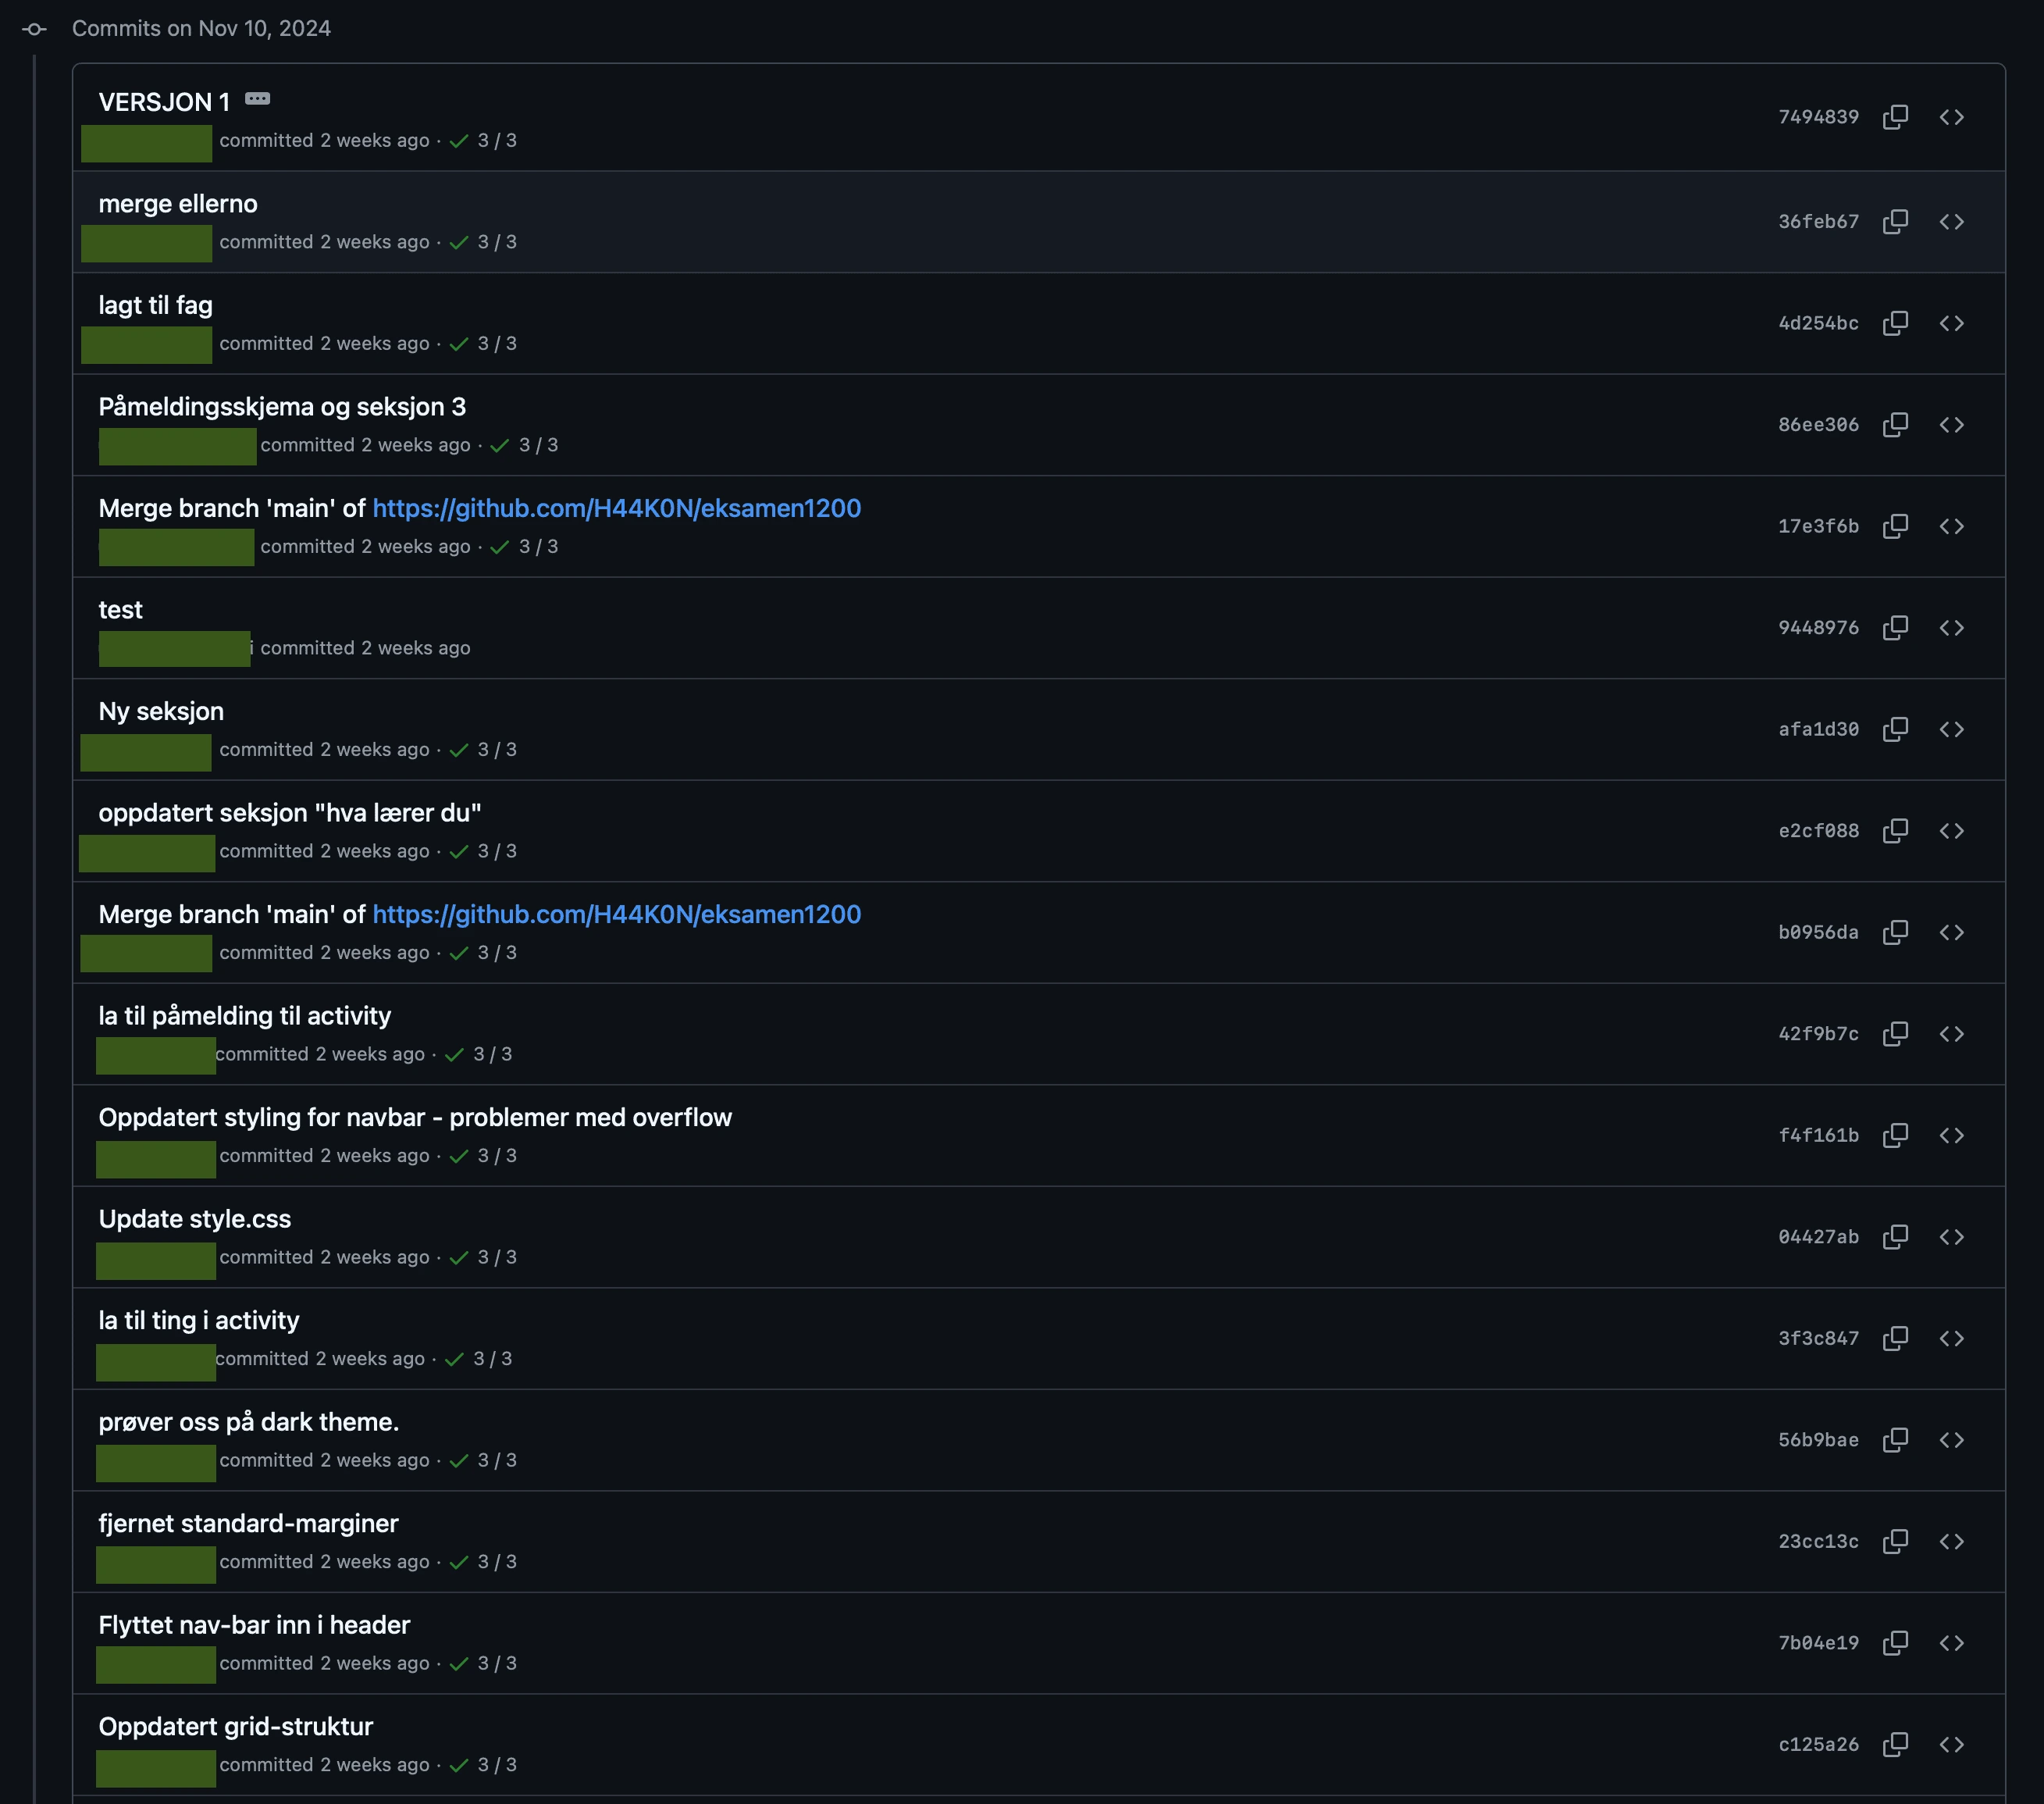 Commits on Nov 10, 2024
VERSJON 1
committed 2 weeks ago · 3 / 3
7494839
merge ellerno
committed 2 weeks ago · 3 / 3
36feb67
lagt til fag
committed 2 weeks ago · 3 / 3
4d254bc
Påmeldingsskjema og seksjon 3
committed 2 weeks ago · 3 / 3
86ee306
Merge branch 'main' of https://github.com/H44K0N/eksamen1200
committed 2 weeks ago · 3 / 3
17e3f6b
test
i committed 2 weeks ago
9448976
Ny seksjon
committed 2 weeks ago · 3 / 3
afa1d30
oppdatert seksjon "hva lærer du"
committed 2 weeks ago · 3 / 3
e2cf088
Merge branch 'main' of https://github.com/H44K0N/eksamen1200
committed 2 weeks ago · 3 / 3
b0956da
la til påmelding til activity
committed 2 weeks ago · 3 / 3
42f9b7c
Oppdatert styling for navbar - problemer med overflow
committed 2 weeks ago · 3 / 3
f4f161b
Update style.css
committed 2 weeks ago · 3 / 3
04427ab
la til ting i activity
committed 2 weeks ago · 3 / 3
3f3c847
prøver oss på dark theme.
committed 2 weeks ago · 3 / 3
56b9bae
fjernet standard-marginer
committed 2 weeks ago · 3 / 3
23cc13c
Flyttet nav-bar inn i header
committed 2 weeks ago · 3 / 3
7b04e19
Oppdatert grid-struktur
committed 2 weeks ago · 3 / 3
c125a26